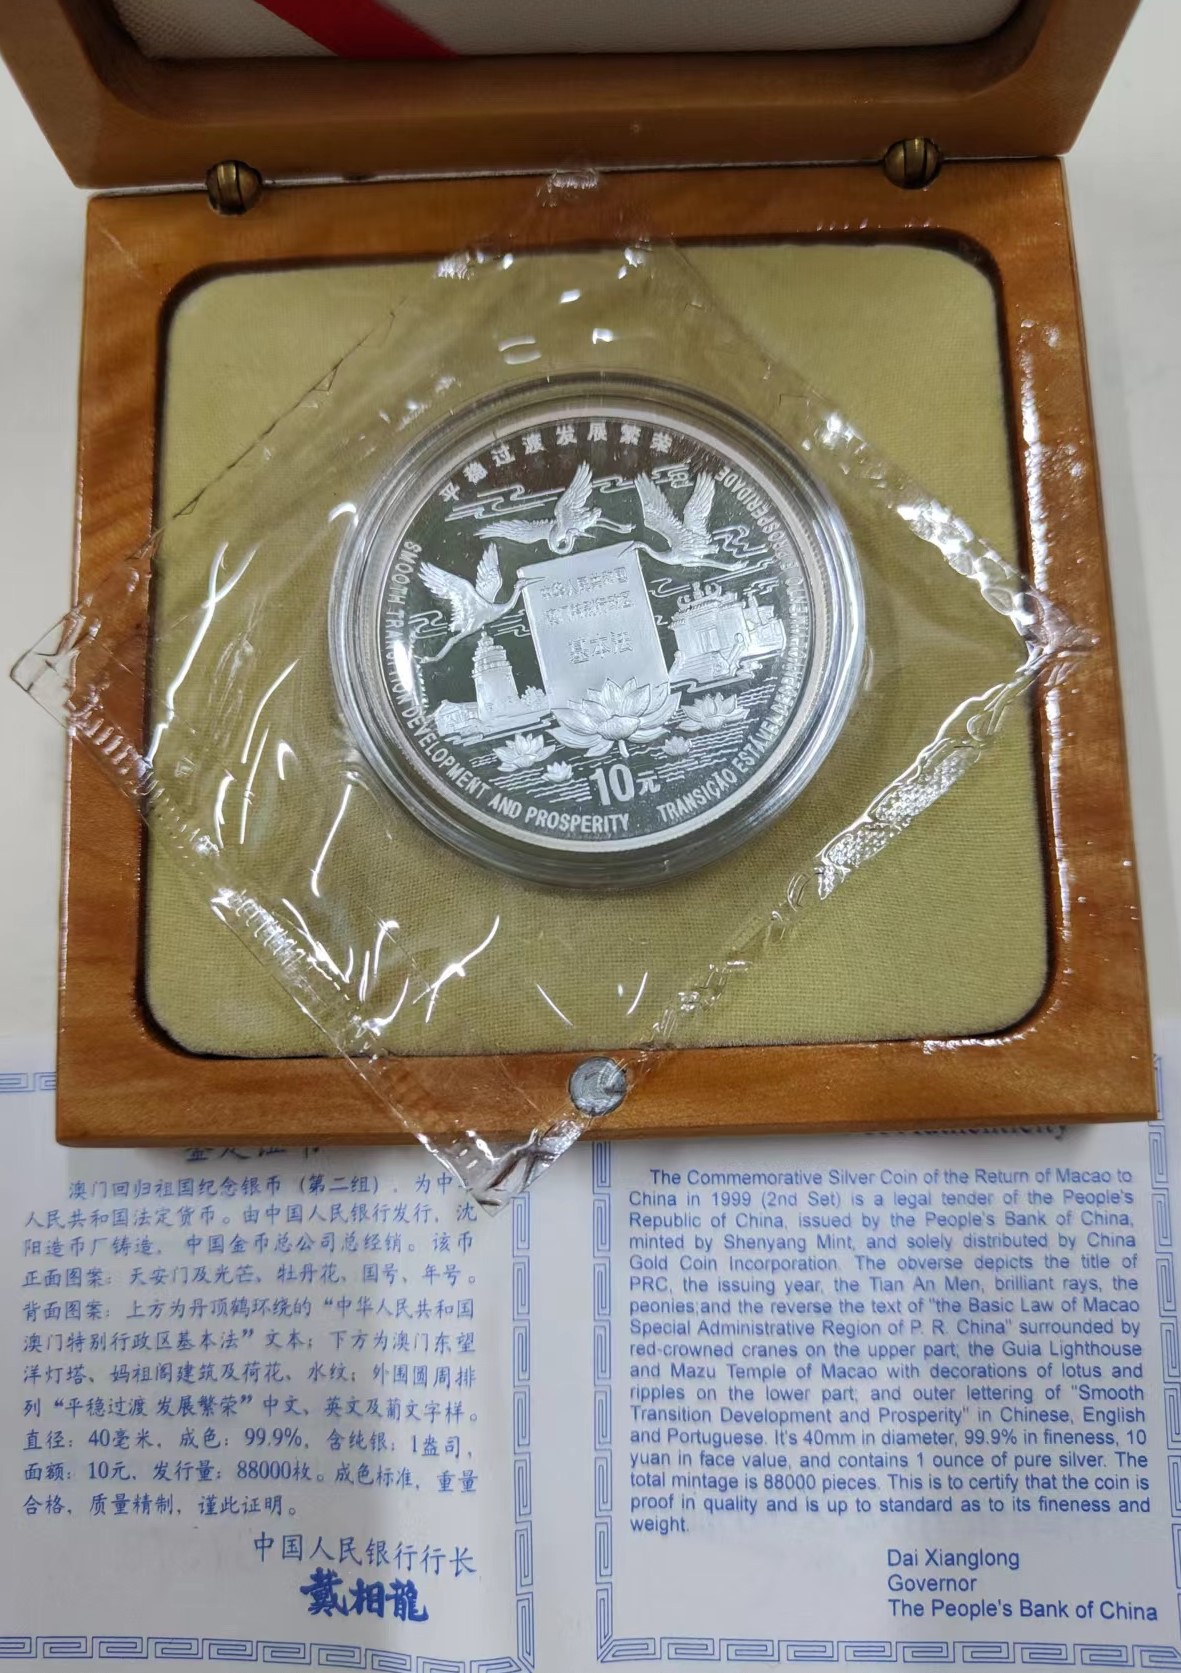 平稳过渡发展繁荣
SMOOTH TRANSITION DEVELOPMENT AND PROSPERITY
TRANSIÇÃO ESTÁVEL
PROSPERIDADE
中华人民共和国
澳门特别行政区
基本法
10元
鉴定证书
澳门回归祖国纪念银币（第二组），为中
人民共和国法定货币。由中国人民银行发行，沈
阳造币厂铸造，中国金币总公司总经销。该币
正面图案：天安门及光芒、牡丹花、国号、年号。
背面图案：上方为丹顶鹤环绕的“中华人民共和国
澳门特别行政区基本法”文本；下方为澳门东望
洋灯塔、妈祖阁建筑及荷花、水纹；外围圆周排
列“平稳过渡 发展繁荣”中文、英文及葡文字样。
直径：40毫米，成色：99.9%，含纯银：1盎司，
面额：10元，发行量：88000枚。成色标准，重量
合格，质量精制，谨此证明。
中国人民银行行长
戴相龍
Authenticity
The Commemorative Silver Coin of the Return of Macao to
China in 1999 (2nd Set) is a legal tender of the People's
Republic of China, issued by the People's Bank of China,
minted by Shenyang Mint, and solely distributed by China
Gold Coin Incorporation. The obverse depicts the title of
PRC, the issuing year, the Tian An Men, brilliant rays, the
peonies;and the reverse the text of "the Basic Law of Macao
Special Administrative Region of P. R. China" surrounded by
red-crowned cranes on the upper part; the Guia Lighthouse
and Mazu Temple of Macao with decorations of lotus and
ripples on the lower part; and outer lettering of "Smooth
Transition Development and Prosperity" in Chinese, English
and Portuguese. It's 40mm in diameter, 99.9% in fineness, 10
yuan in face value, and contains 1 ounce of pure silver. The
total mintage is 88000 pieces. This is to certify that the coin is
proof in quality and is up to standard as to its fineness and
weight.
Dai Xianglong
Governor
The People's Bank of China